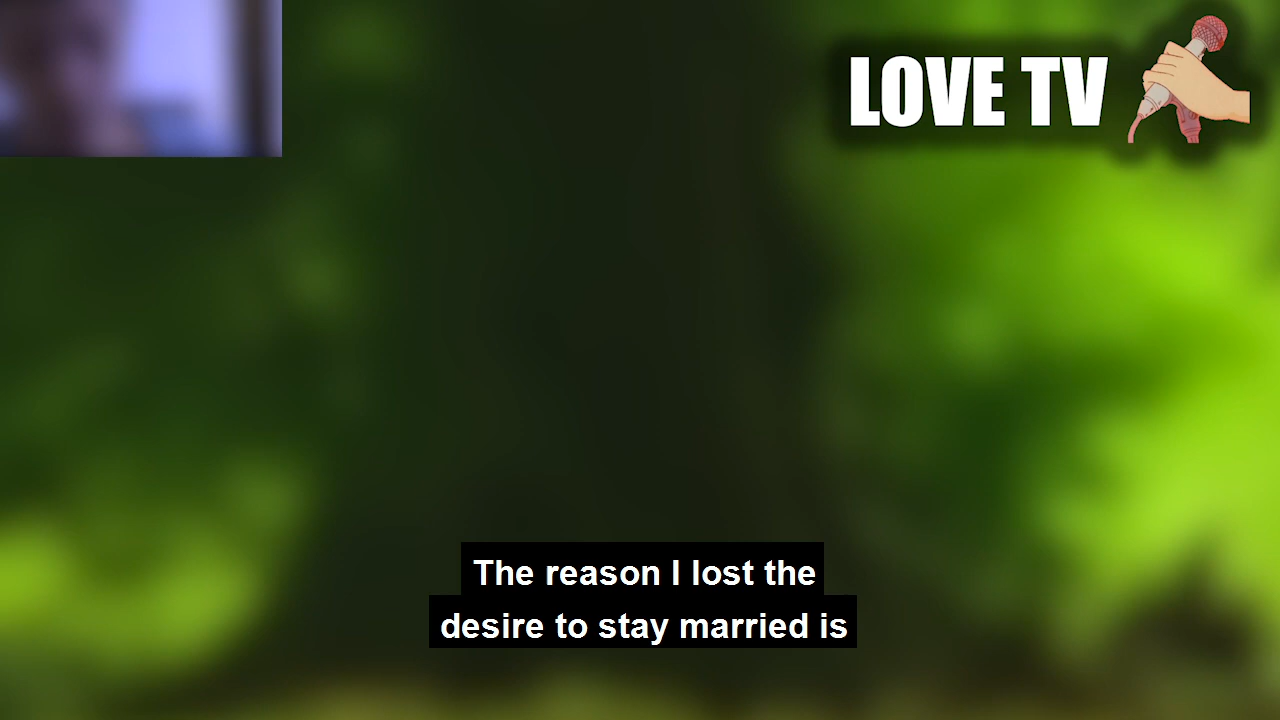 LOVE TV
The reason I lost the
desire to stay married is